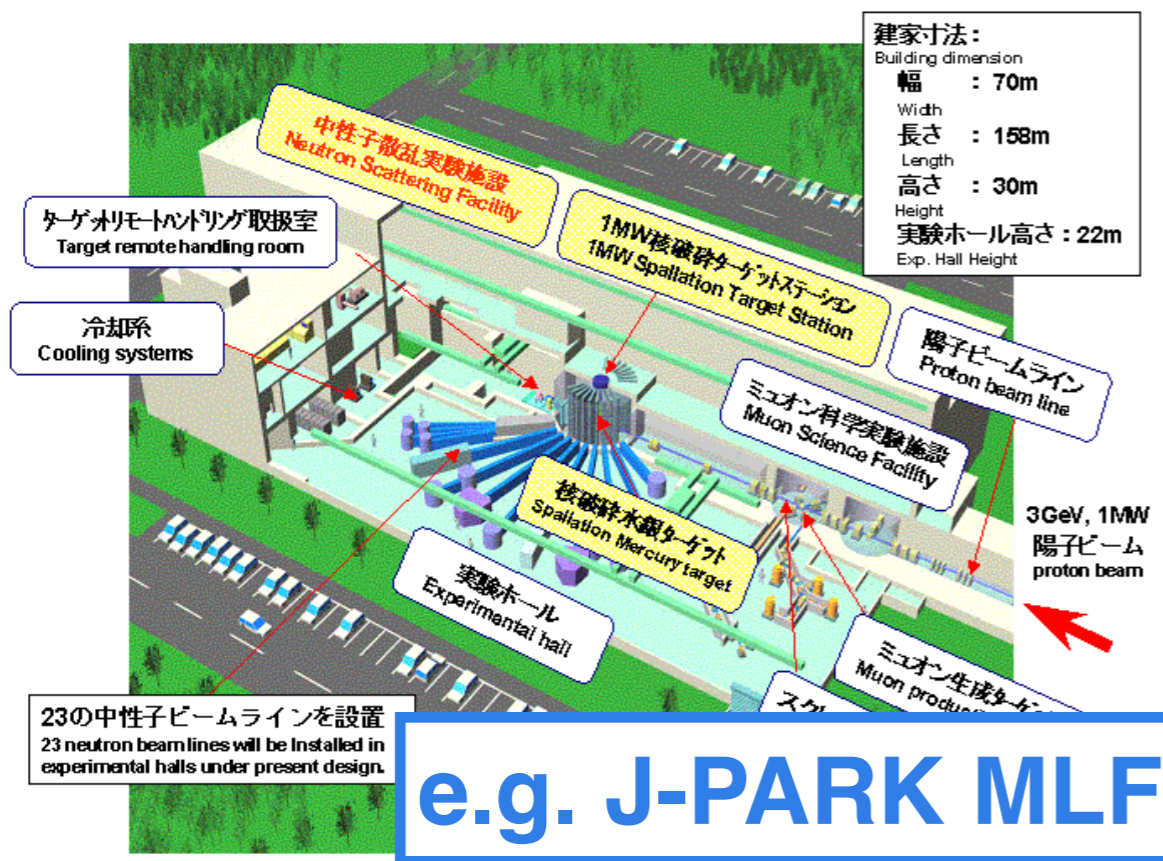 建家寸法：
Building dimension
幅 : 70m
Width
長さ : 158m
Length
高さ : 30m
Height
実験ホール高さ : 22m
Exp. Hall Height
中性子散乱実験施設
Neutron Scattering Facility
ターゲットリモートハンドリング取扱室
Target remote handling room
1MW核破砕ターゲットステーション
1MW Spallation Target Station
冷却系
Cooling systems
陽子ビームライン
Proton beam line
ミュオン科学実験施設
Muon Science Facility
核破砕水銀ターゲット
Spallation Mercury target
3GeV, 1MW
陽子ビーム
proton beam
実験ホール
Experimental hall
ミュオン生成ターゲット
Muon
23の中性子ビームラインを設置
23 neutron beam lines will be Installed in
experimental halls under present design.
e.g. J-PARK MLF